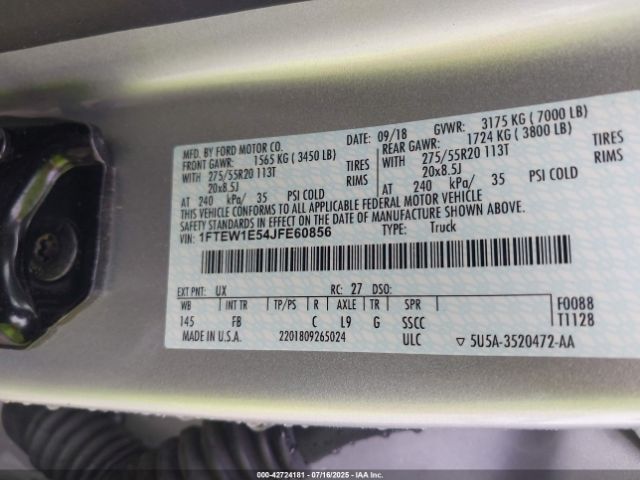 MFD. BY FORD MOTOR CO. 09/18 GVWR: 3175 KG ( 7000 LB)
FRONT GAWR: 1565 KG ( 3450 LB) REAR GAWR: 1724 KG ( 3800 LB)
WITH 275/55R20 113T TIRES WITH 275/55R20 113T TIRES
20x8.5J RIMS 20x8.5J RIMS
AT 240 kPa/ 35 PSI COLD AT 240 kPa/ 35 PSI COLD
THIS VEHICLE CONFORMS TO ALL APPLICABLE FEDERAL MOTOR VEHICLE
SAFETY STANDARDS IN EFFECT ON THE DATE OF MANUFACTURE SHOWN ABOVE.
VIN: 1FTEW1E54JFE60856 TYPE: Truck
EXT PNT: UX RC: 27 DSO:
WB INT TR TP/PS R AXLE TR SPR F0088
145 FB C L9 G SSCC T1128
MADE IN U.S.A. 2201809265024 ULC ▽ 5U5A-3520472-AA
000-42724181 | 07/16/2025 | IAA Inc.